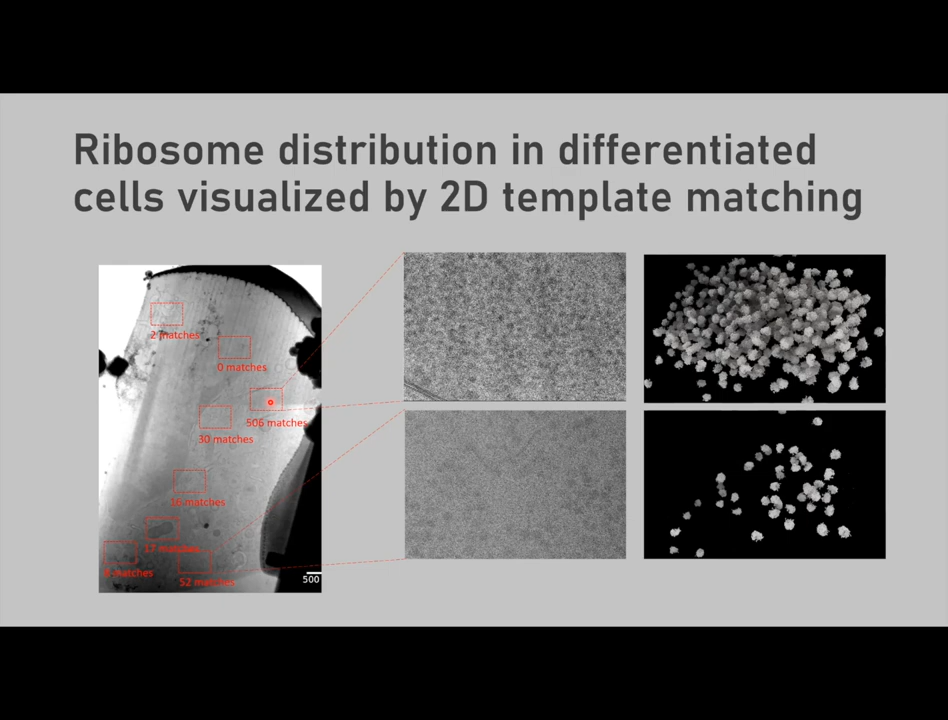 Ribosome distribution in differentiated
cells visualized by 2D template matching
2 matches
0 matches
506 matches
30 matches
16 matches
17 matches
matches
52 matches
500